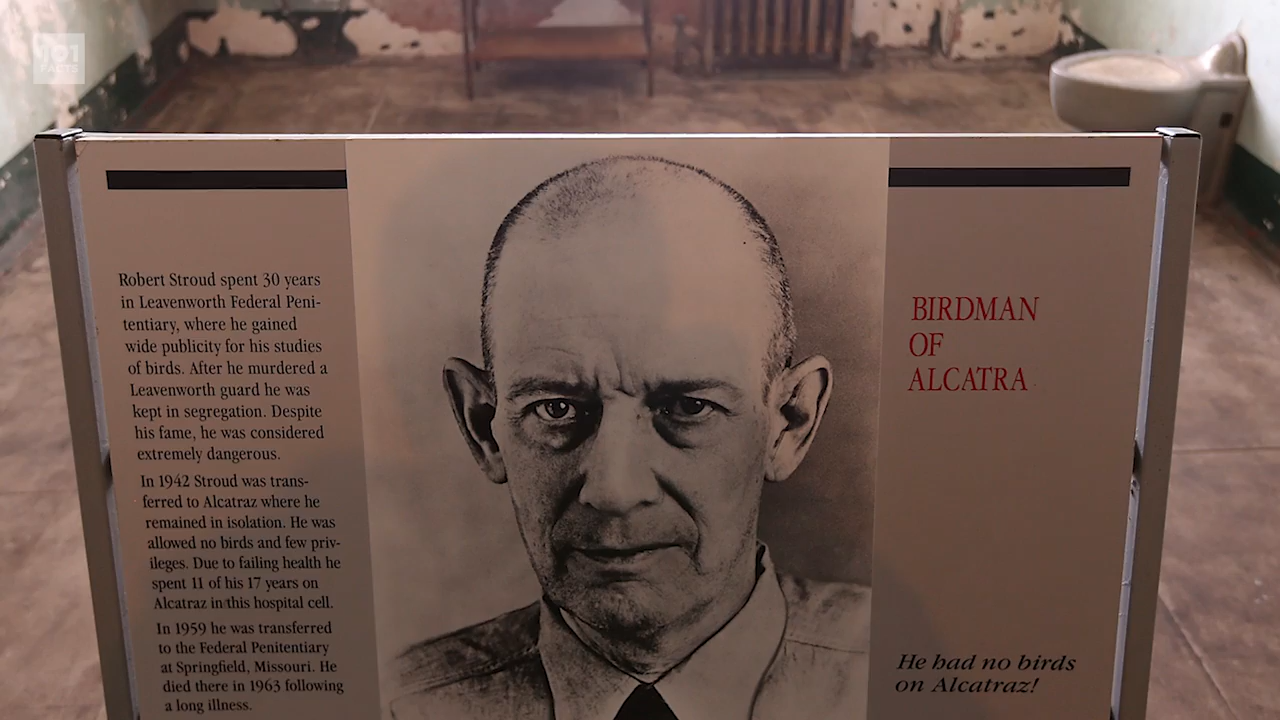 101
FACTS
Robert Stroud spent 30 years
in Leavenworth Federal Peni-
tentiary, where he gained
wide publicity for his studies
of birds. After he murdered a
Leavenworth guard he was
kept in segregation. Despite
his fame, he was considered
extremely dangerous.
In 1942 Stroud was trans-
ferred to Alcatraz where he
remained in isolation. He was
allowed no birds and few priv-
ileges. Due to failing health he
spent 11 of his 17 years on
Alcatraz in this hospital cell.
In 1959 he was transferred
to the Federal Penitentiary
at Springfield, Missouri. He
died there in 1963 following
a long illness.
BIRDMAN
OF
ALCATRA
He had no birds
on Alcatraz!